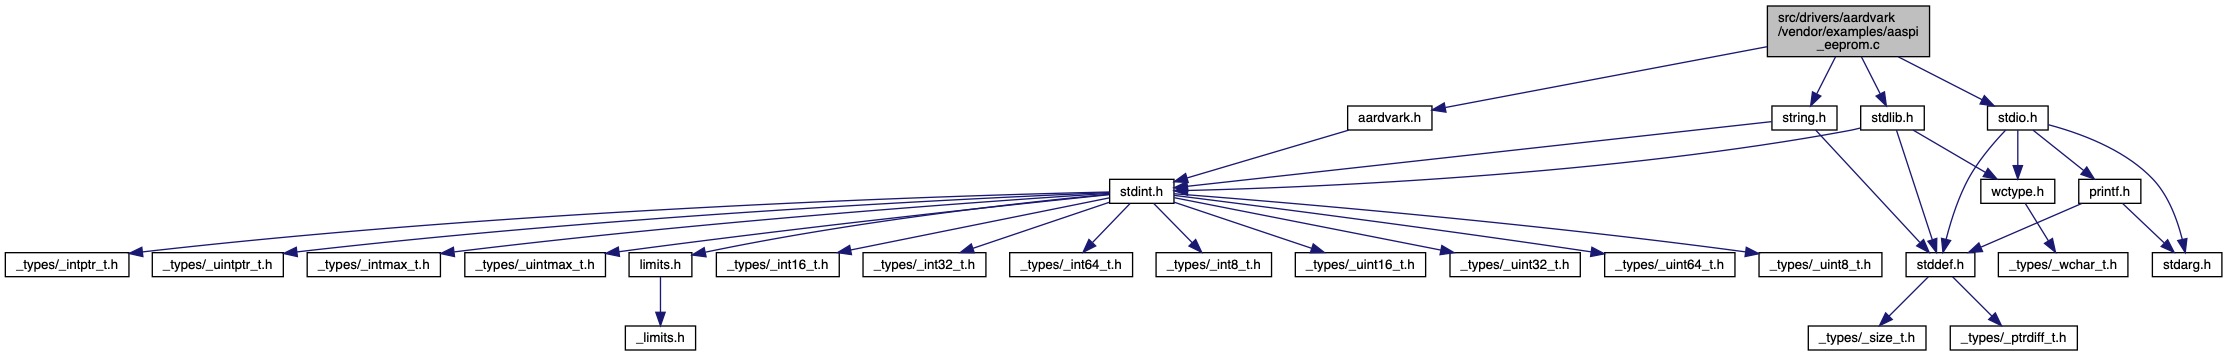 src/drivers/aardvark
/vendor/examples/aaspi
_eeprom.c
aardvark.h
string.h
stdlib.h
stdio.h
stdint.h
wctype.h
printf.h
_types/_intptr_t.h
_types/_uintptr_t.h
_types/_intmax_t.h
_types/_uintmax_t.h
limits.h
_types/_int16_t.h
_types/_int32_t.h
_types/_int64_t.h
_types/_int8_t.h
_types/_uint16_t.h
_types/_uint32_t.h
_types/_uint64_t.h
_types/_uint8_t.h
stddef.h
_types/_wchar_t.h
stdarg.h
_limits.h
_types/_size_t.h
_types/_ptrdiff_t.h